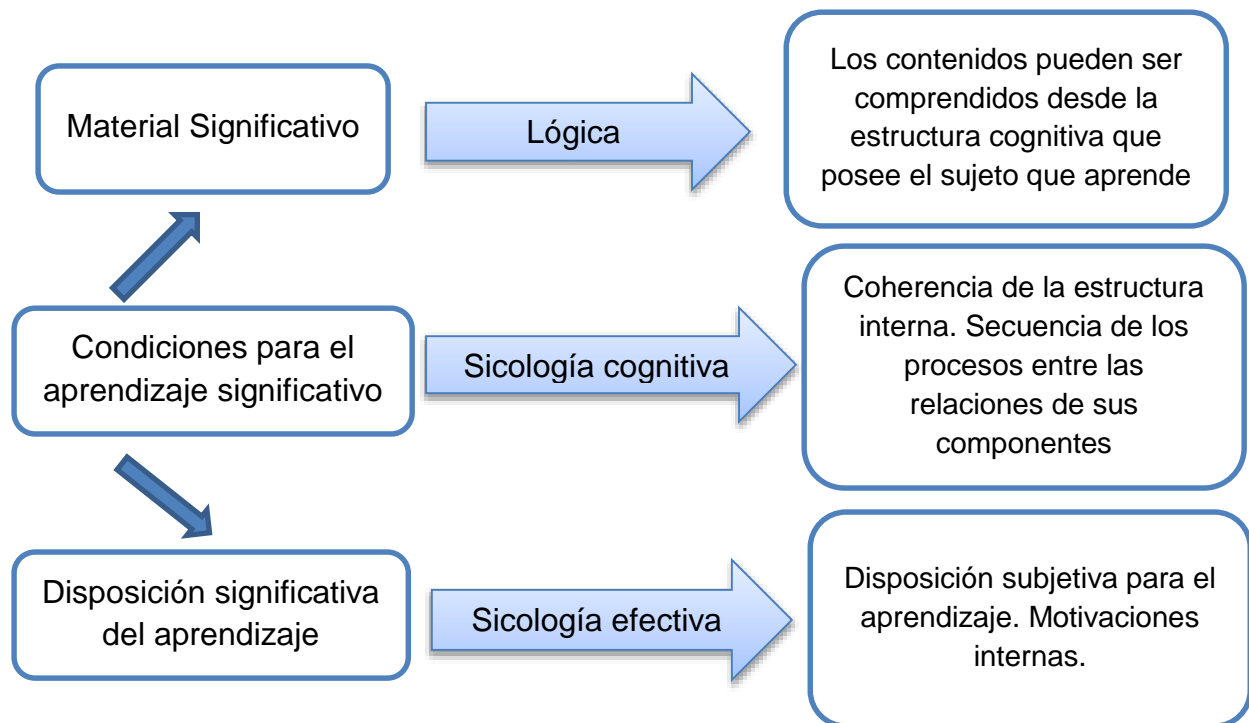 Material Significativo
Lógica
Los contenidos pueden ser
comprendidos desde la
estructura cognitiva que
posee el sujeto que aprende
Condiciones para el
aprendizaje significativo
Sicología cognitiva
Coherencia de la estructura
interna. Secuencia de los
procesos entre las
relaciones de sus
componentes
Disposición significativa
del aprendizaje
Sicología efectiva
Disposición subjetiva para el
aprendizaje. Motivaciones
internas.